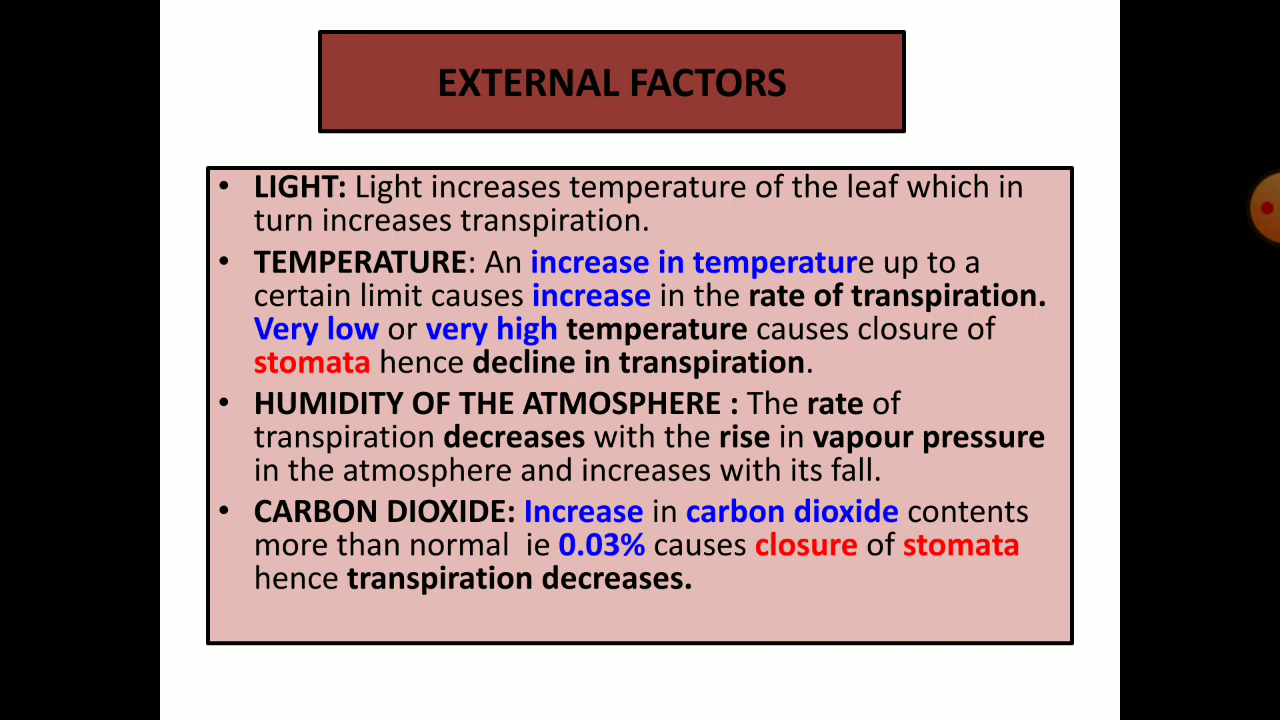 EXTERNAL FACTORS
• LIGHT: Light increases temperature of the leaf which in
turn increases transpiration.
• TEMPERATURE: An increase in temperature up to a
certain limit causes increase in the rate of transpiration.
Very low or very high temperature causes closure of
stomata hence decline in transpiration.
• HUMIDITY OF THE ATMOSPHERE : The rate of
transpiration decreases with the rise in vapour pressure
in the atmosphere and increases with its fall.
• CARBON DIOXIDE: Increase in carbon dioxide contents
more than normal  ie 0.03% causes closure of stomata
hence transpiration decreases.